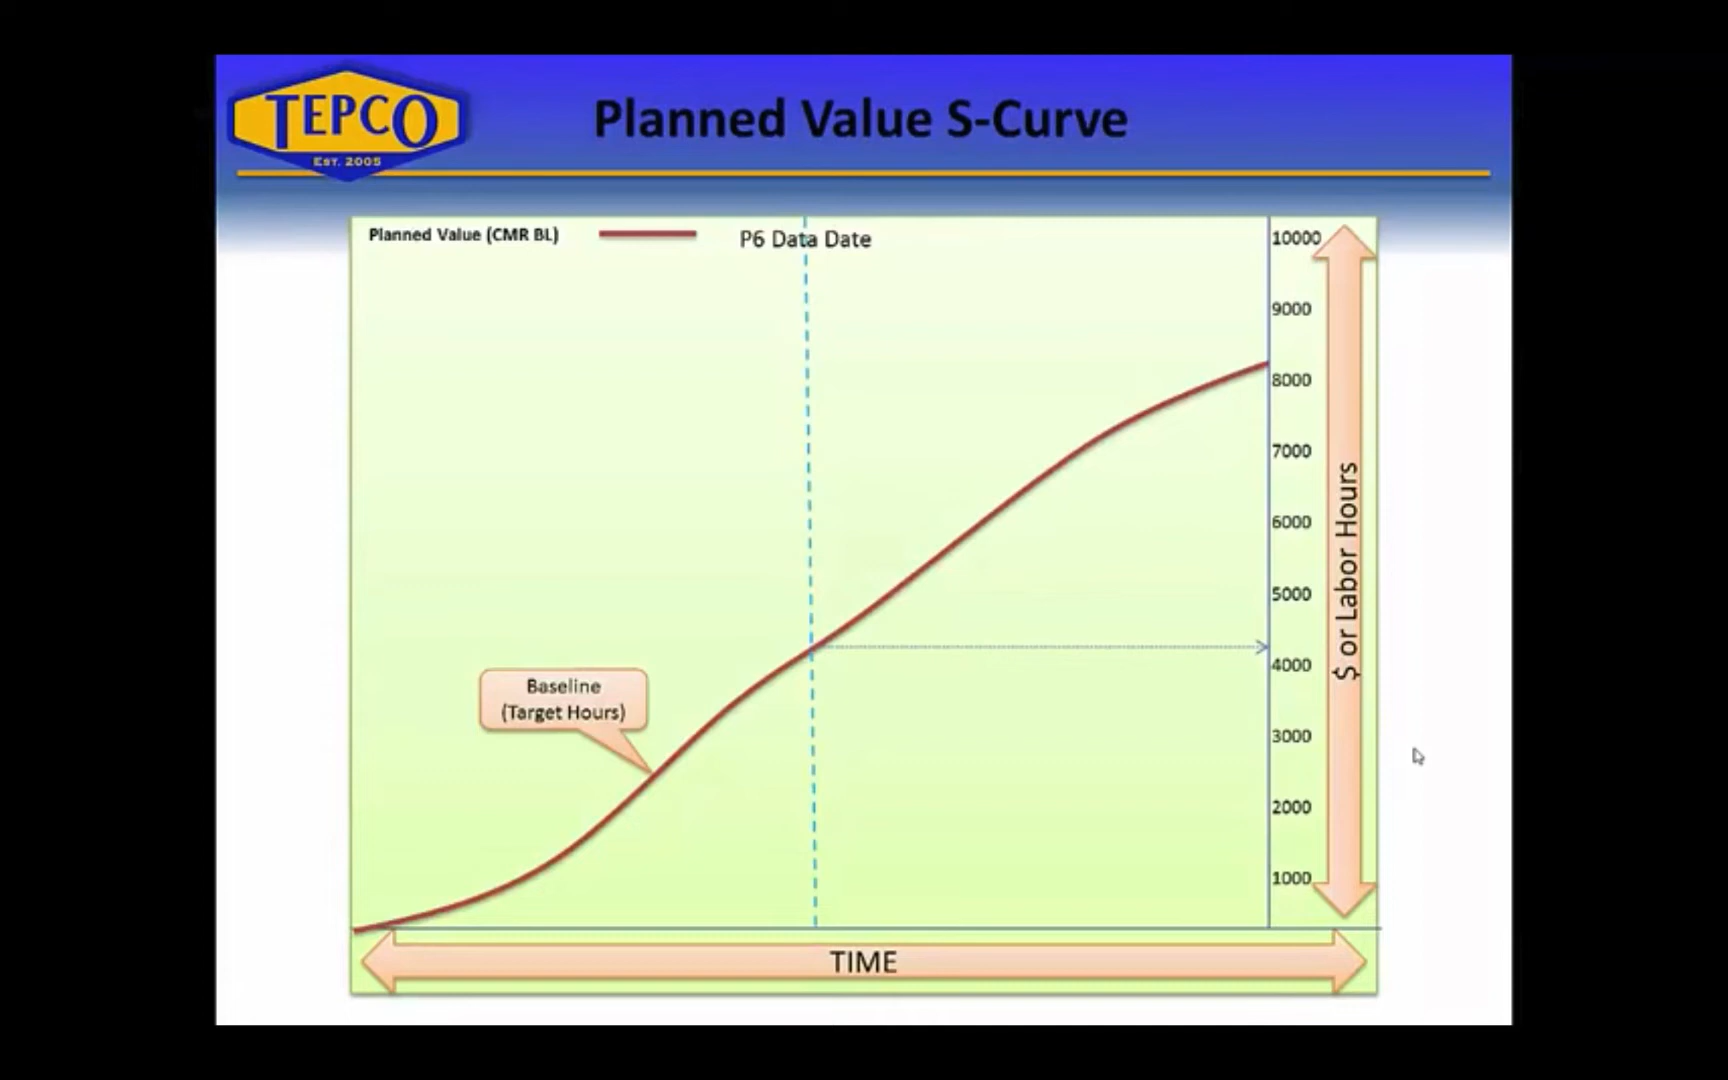 TEPCO
EST. 2005
Planned Value S-Curve
Planned Value (CMR BL)
P6 Data Date
10000
9000
8000
7000
6000
5000
4000
3000
2000
1000
$ or Labor Hours
Baseline
(Target Hours)
TIME